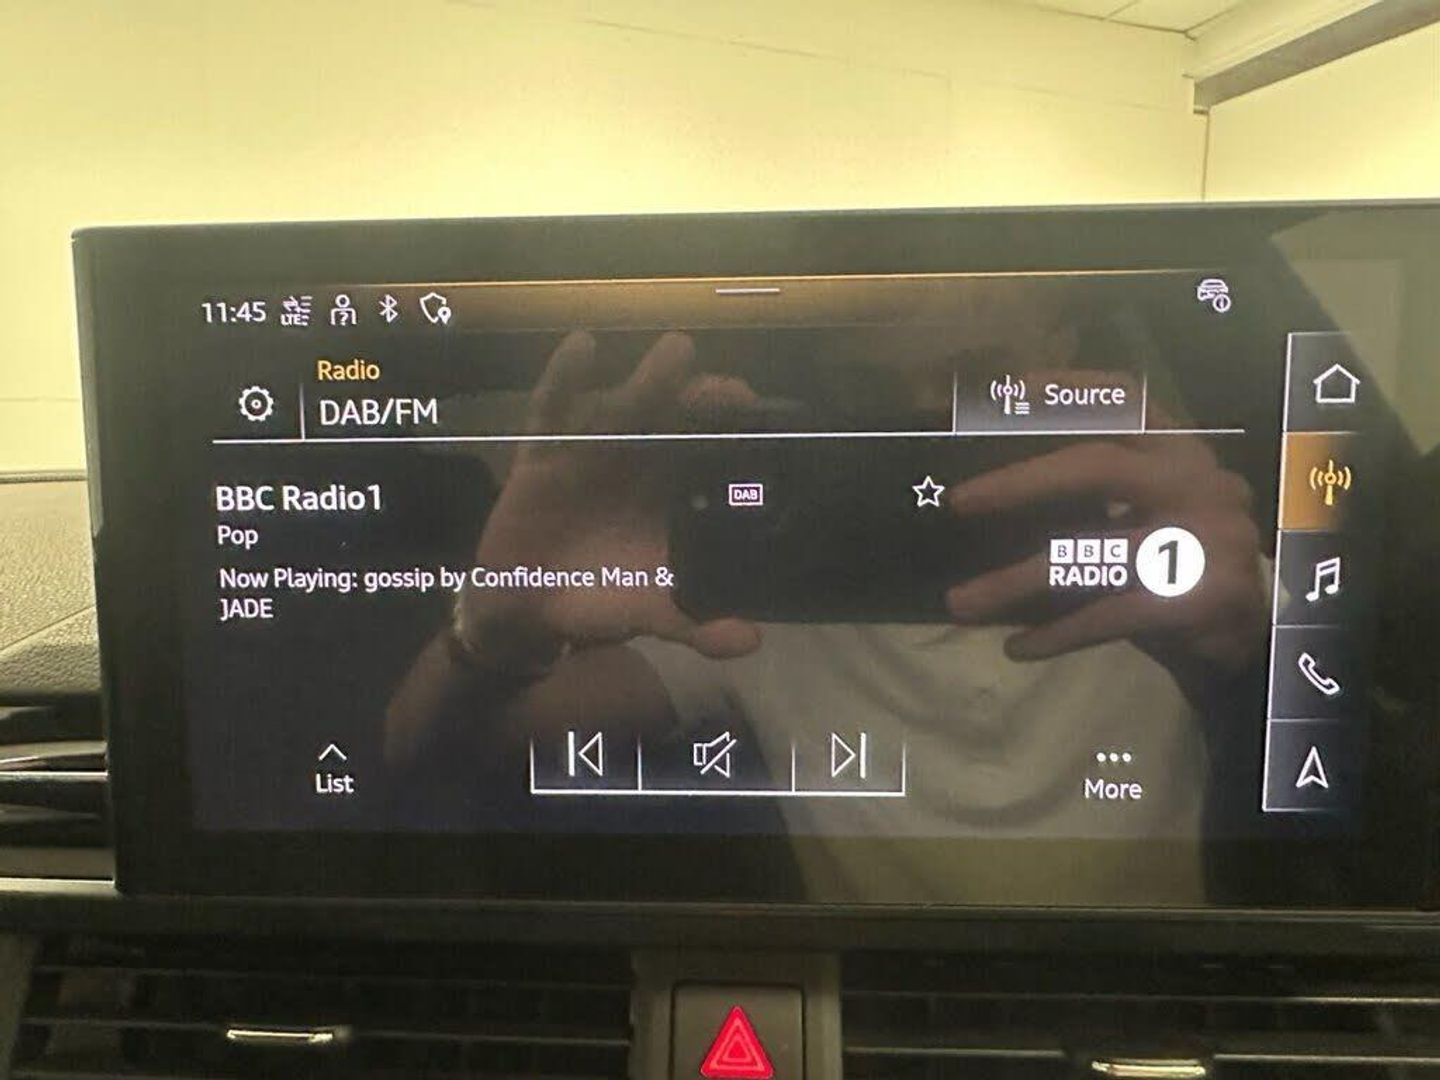 11:45
LTE
Radio
DAB/FM
Source
BBC Radio1
DAB
Pop
Now Playing: gossip by Confidence Man &
JADE
BBC
RADIO 1
List
More